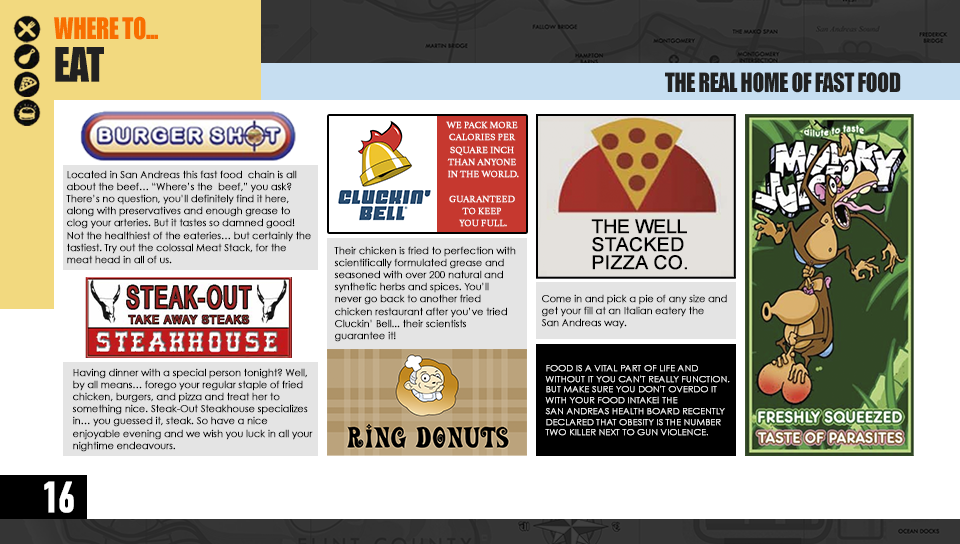 WHERE TO...
EAT
FALLOW BRIDGE
MARTIN BRIDGE
HAMPTON
BARNS
MONTGOMERY
THE MAKO SPAN
MONTGOMERY
INTERSECTION
San Andreas Sound
FREDERICK
BRIDGE
THE REAL HOME OF FAST FOOD
BURGER SHOT
Located in San Andreas this fast food chain is all
about the beef... “Where’s the beef,” you ask?
There’s no question, you’ll definitely find it here,
along with preservatives and enough grease to
clog your arteries. But it tastes so damned good!
Not the healthiest of the eateries... but certainly the
tastiest. Try out the colossal Meat Stack, for the
meat head in all of us.
STEAK-OUT
TAKE AWAY STEAKS
STEAHHOUSE
Having dinner with a special person tonight? Well,
by all means... forego your regular staple of fried
chicken, burgers, and pizza and treat her to
something nice. Steak-Out Steakhouse specializes
in... you guessed it, steak. So have a nice
enjoyable evening and we wish you luck in all your
nightime endeavours.
CLUCKIN'
BELL
WE PACK MORE
CALORIES PER
SQUARE INCH
THAN ANYONE
IN THE WORLD.
GUARANTEED
TO KEEP
YOU FULL.
Their chicken is fried to perfection with
scientifically formulated grease and
seasoned with over 200 natural and
synthetic herbs and spices. You’ll
never go back to another fried
chicken restaurant after you’ve tried
Cluckin’ Bell... their scientists
guarantee it!
RING DONUTS
THE WELL
STACKED
PIZZA CO.
Come in and pick a pie of any size and
get your fill at an Italian eatery the
San Andreas way.
FOOD IS A VITAL PART OF LIFE AND
WITHOUT IT YOU CAN'T REALLY FUNCTION.
BUT MAKE SURE YOU DON'T OVERDO IT
WITH YOUR FOOD INTAKE! THE
SAN ANDREAS HEALTH BOARD RECENTLY
DECLARED THAT OBESITY IS THE NUMBER
TWO KILLER NEXT TO GUN VIOLENCE.
dilute to taste
MUNKY
JUICE
FRESHLY SQUEEZED
TASTE OF PARASITES
16
FLINT COUNTY
OCEAN DOCKS